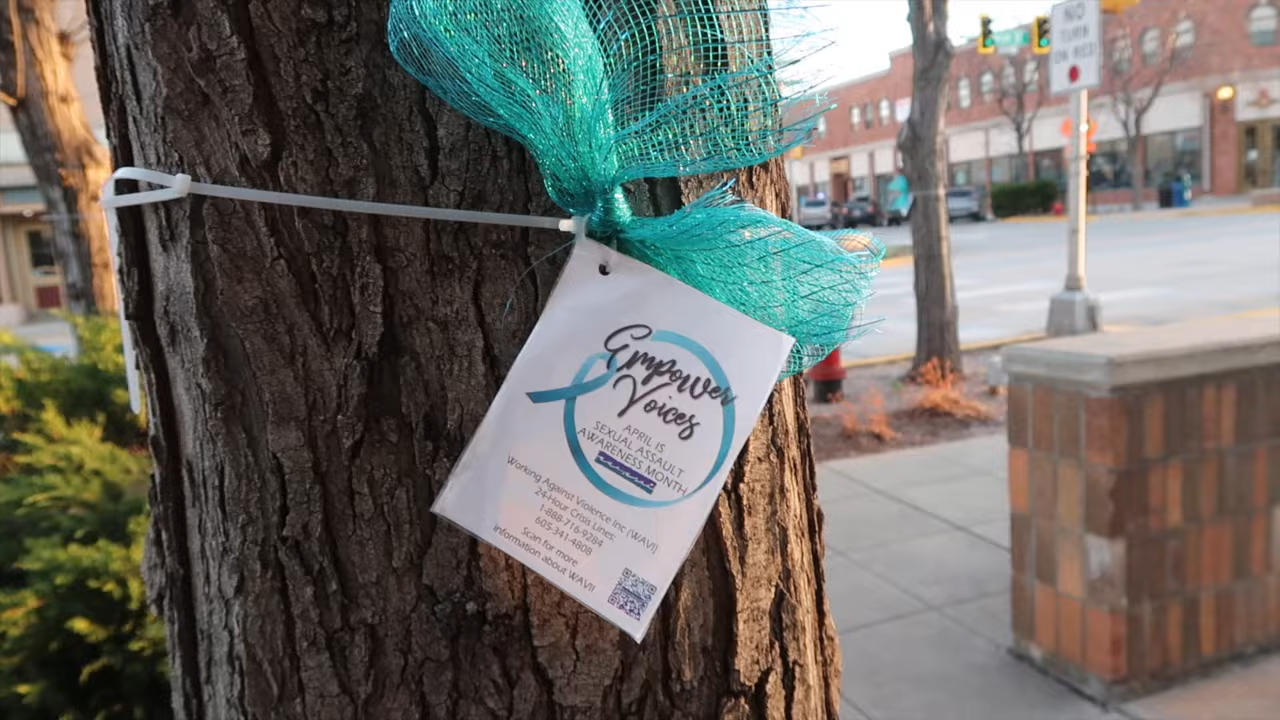 Empower
Voices
APRIL IS
SEXUAL ASSAULT
AWARENESS MONTH
Working Against Violence Inc (WAVI)
24-Hour Crisis Lines:
1-888-716-9284
605-341-4808
Scan for more
information about WAVI!
NO
TURN
ON RED